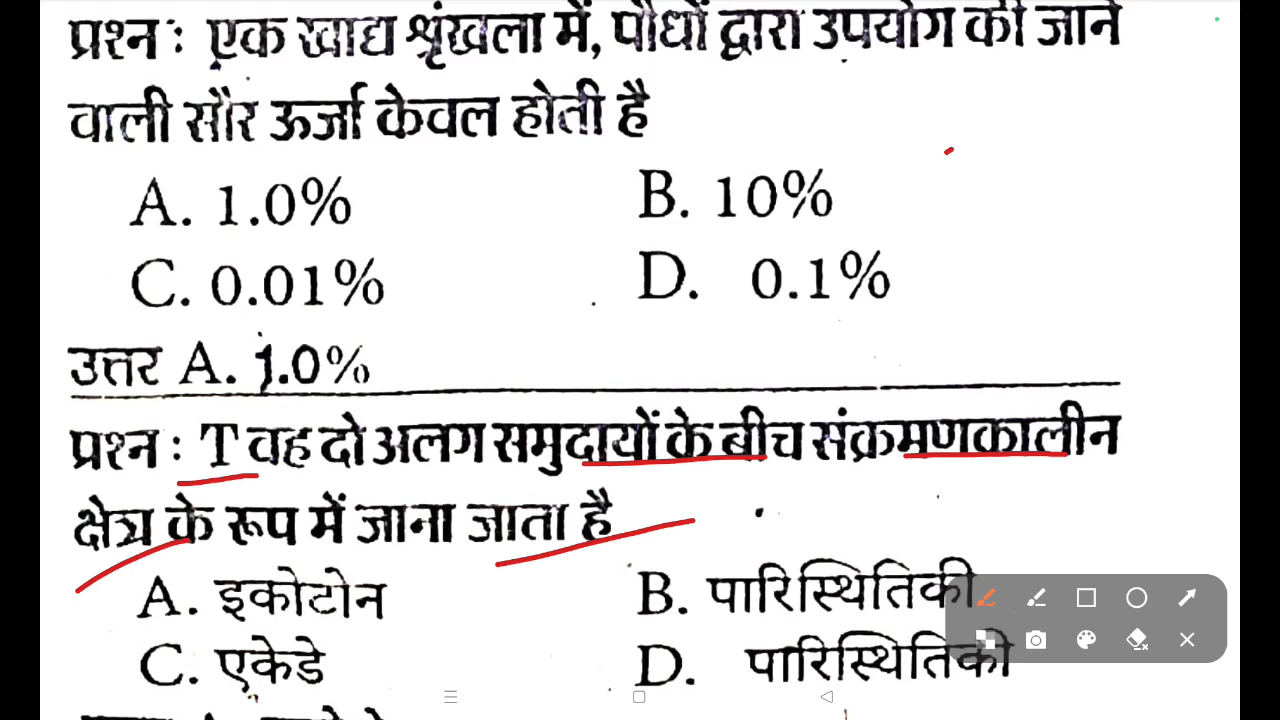 प्रश्न : एक खाद्य श्रृंखला में, पौधों द्वारा उपयोग की जाने
वाली सौर ऊर्जा केवल होती है
A. 1.0% B. 10%
C. 0.01% D. 0.1%
उत्तर A. 1.0%
प्रश्न : T वह दो अलग समुदायों के बीच संक्रमणकालीन
क्षेत्र के रूप में जाना जाता है
A. इकोटोन B. पारिस्थितिकी
C. एकेडे D. पारिस्थितिकी